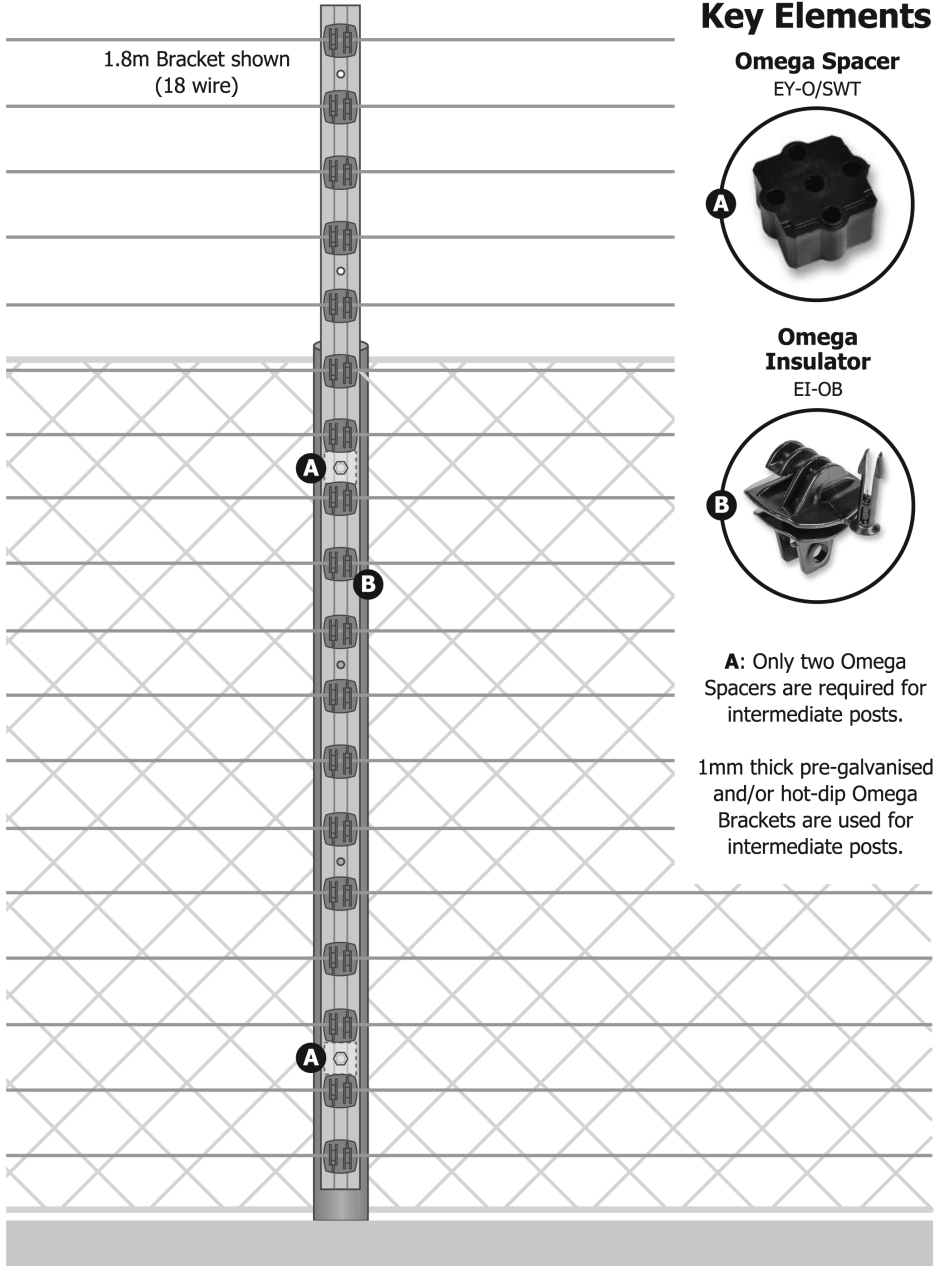 Key Elements
1.8m Bracket shown
(18 wire)
Omega Spacer
EY-O/SWT
A
Omega
Insulator
EI-OB
B
A
B
A
A: Only two Omega
Spacers are required for
intermediate posts.
1mm thick pre-galvanised
and/or hot-dip Omega
Brackets are used for
intermediate posts.